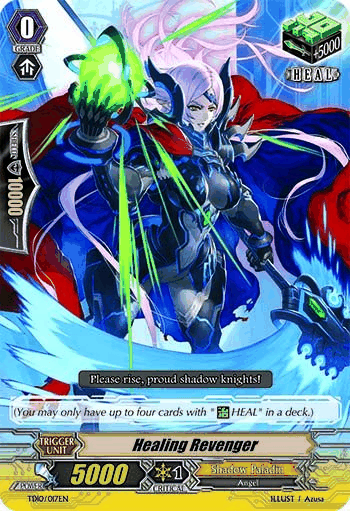 0
GRADE
+5000
HEAL
SHIELD
10000
Please rise, proud shadow knights!
(You may only have up to four cards with " HEAL" in a deck.)
TRIGGER
UNIT
Healing Revenger
POWER
5000
1
CRITICAL
Shadow Paladin
Angel
TD10/017EN
ILLUST / Azusa